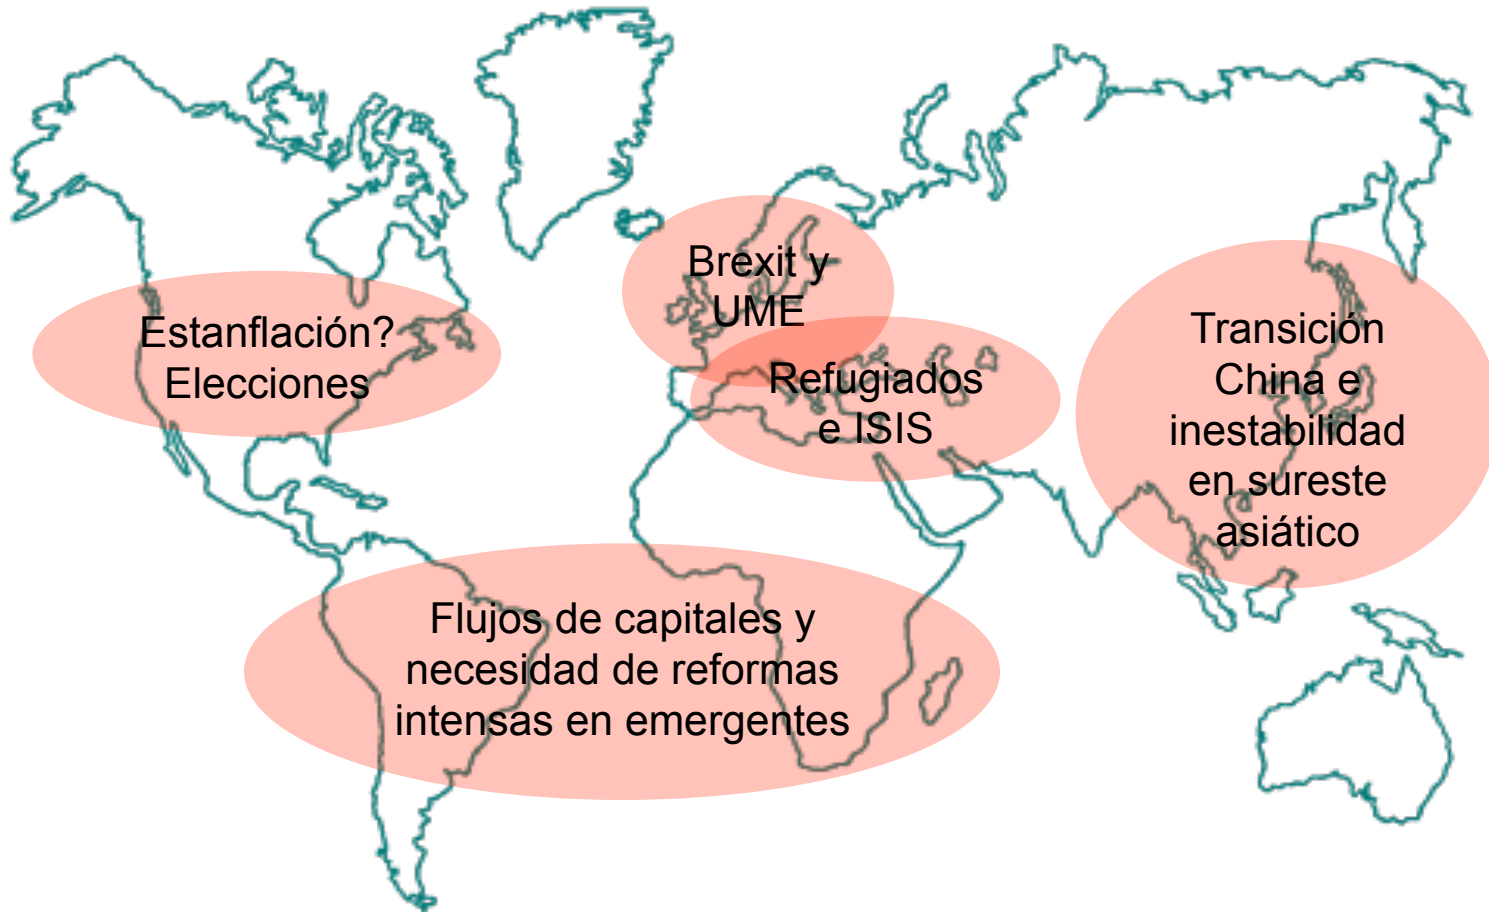 Estanflación?
Elecciones
Brexit y
UME
Refugiados
e ISIS
Transición
China e
inestabilidad
en sureste
asiático
Flujos de capitales y
necesidad de reformas
intensas en emergentes